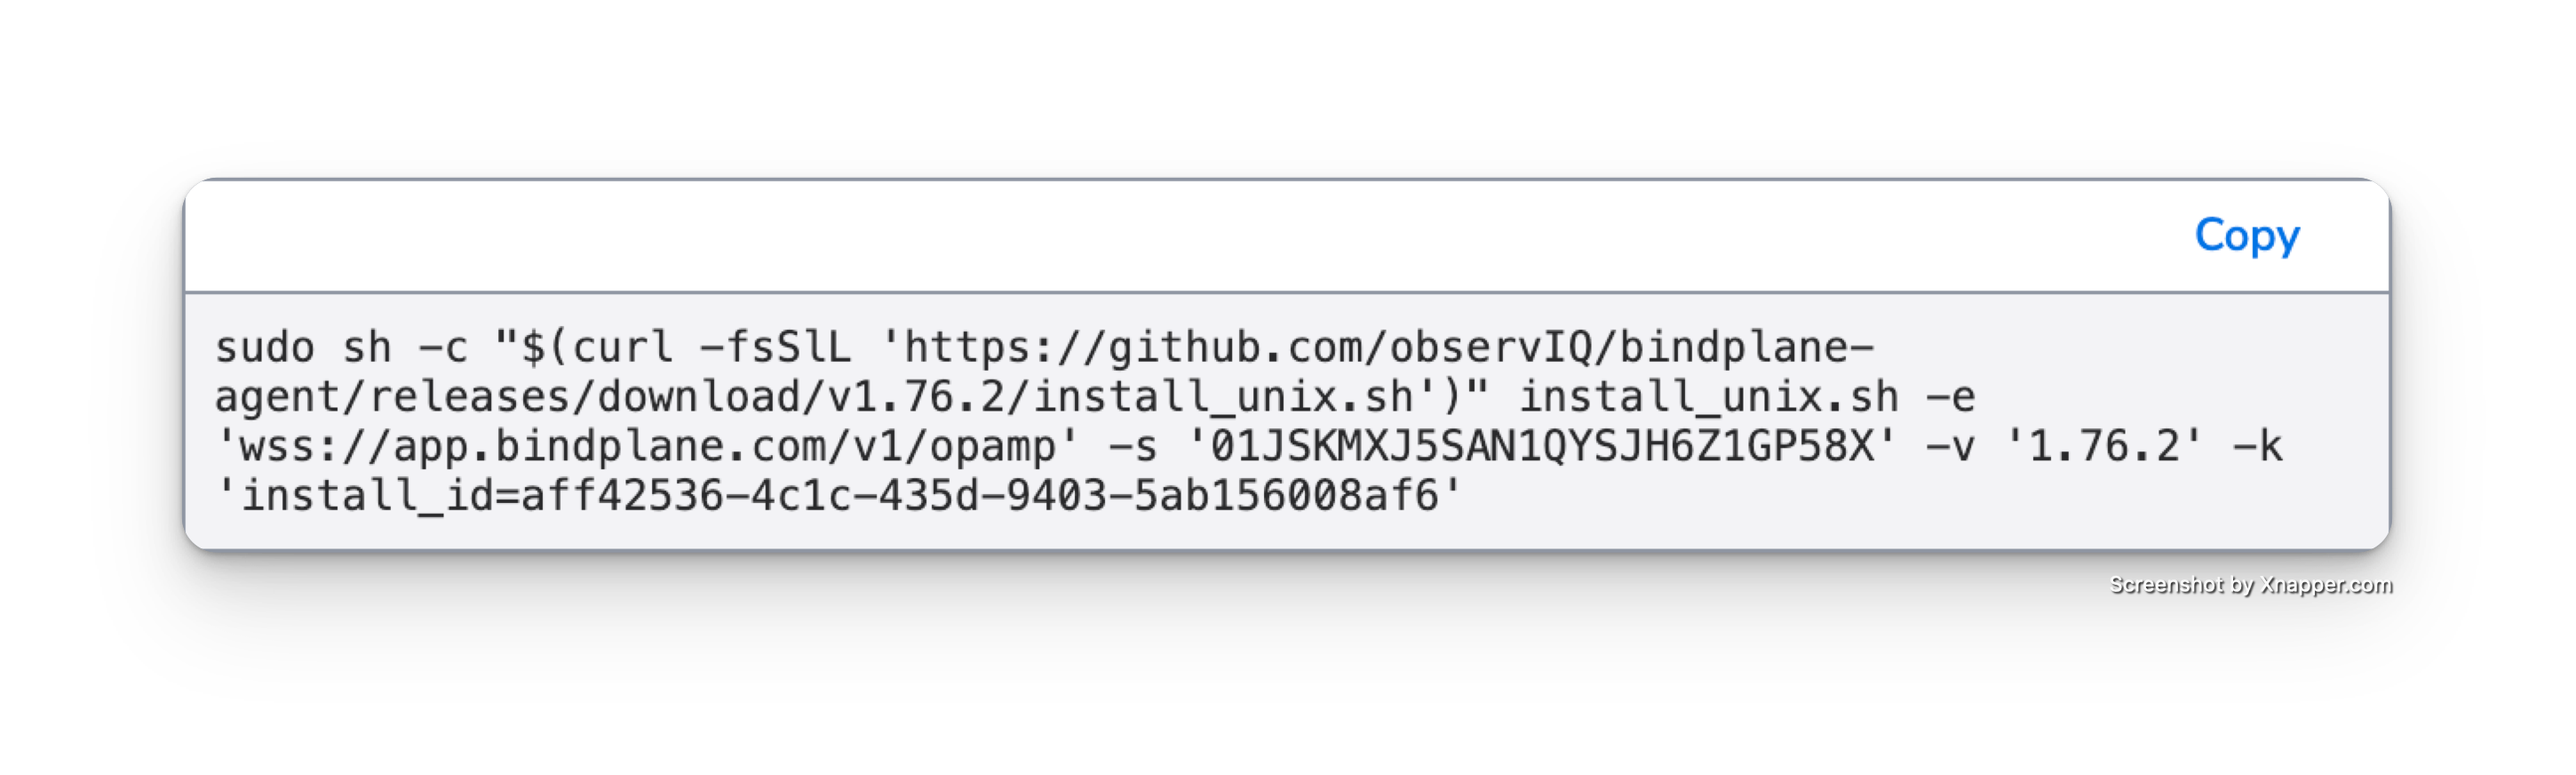 Copy
sudo sh -c "$(curl -fsSlL 'https://github.com/observIQ/bindplane-
agent/releases/download/v1.76.2/install_unix.sh')" install_unix.sh -e
'wss://app.bindplane.com/v1/opamp' -s '01JSKMXJ5SAN1QYSJH6Z1GP58X' -v '1.76.2' -k
'install_id=aff42536-4c1c-435d-9403-5ab156008af6'
Screenshot by Xnapper.com